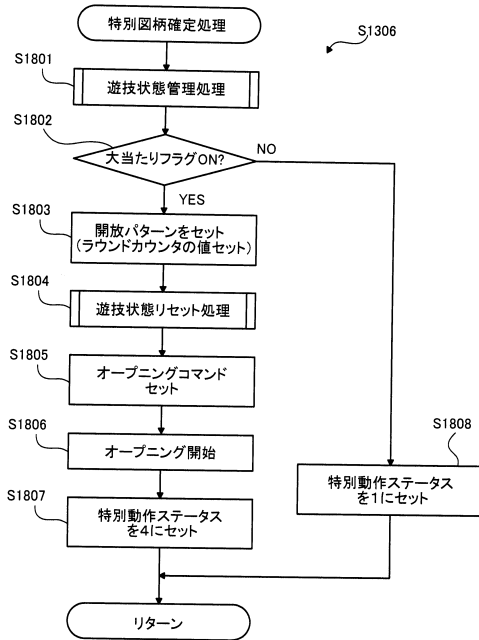 特別図柄確定処理
S1306
S1801
遊技状態管理処理
S1802
大当たりフラグON?
NO
YES
S1803
開放パターンをセット
(ラウンドカウンタの値セット)
S1804
遊技状態リセット処理
S1805
オープニングコマンド
セット
S1806
オープニング開始
S1808
特別動作ステータス
を1にセット
S1807
特別動作ステータス
を4にセット
リターン